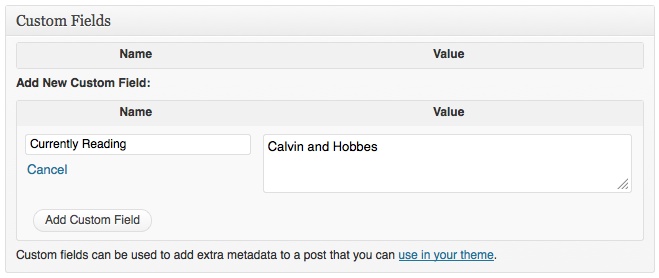 Custom Fields
Name Value
Add New Custom Field:
Name Value
Currently Reading Calvin and Hobbes
Cancel
Add Custom Field
Custom fields can be used to add extra metadata to a post that you can use in your theme.